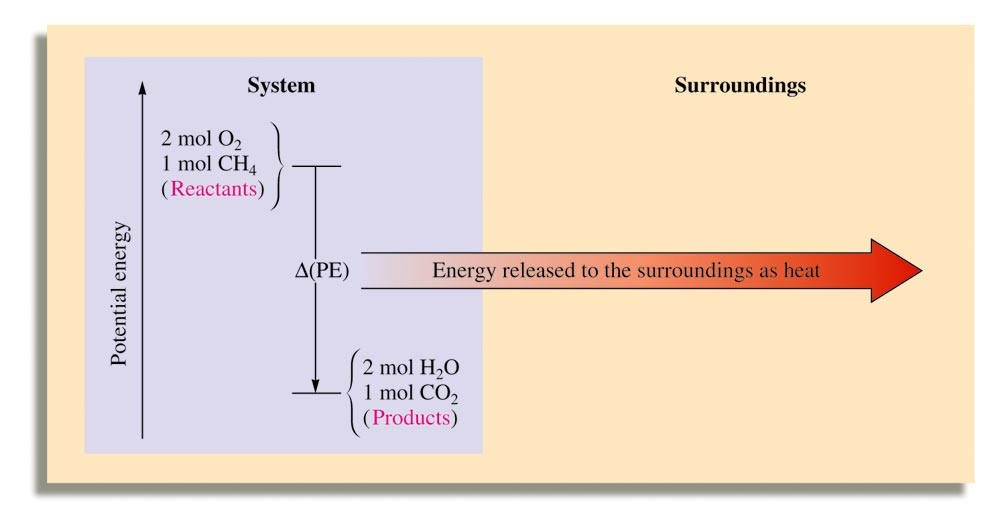 System
Surroundings
2 mol O₂
1 mol CH₄
(Reactants)
Potential energy
Δ(PE)
Energy released to the surroundings as heat
2 mol H₂O
1 mol CO₂
(Products)